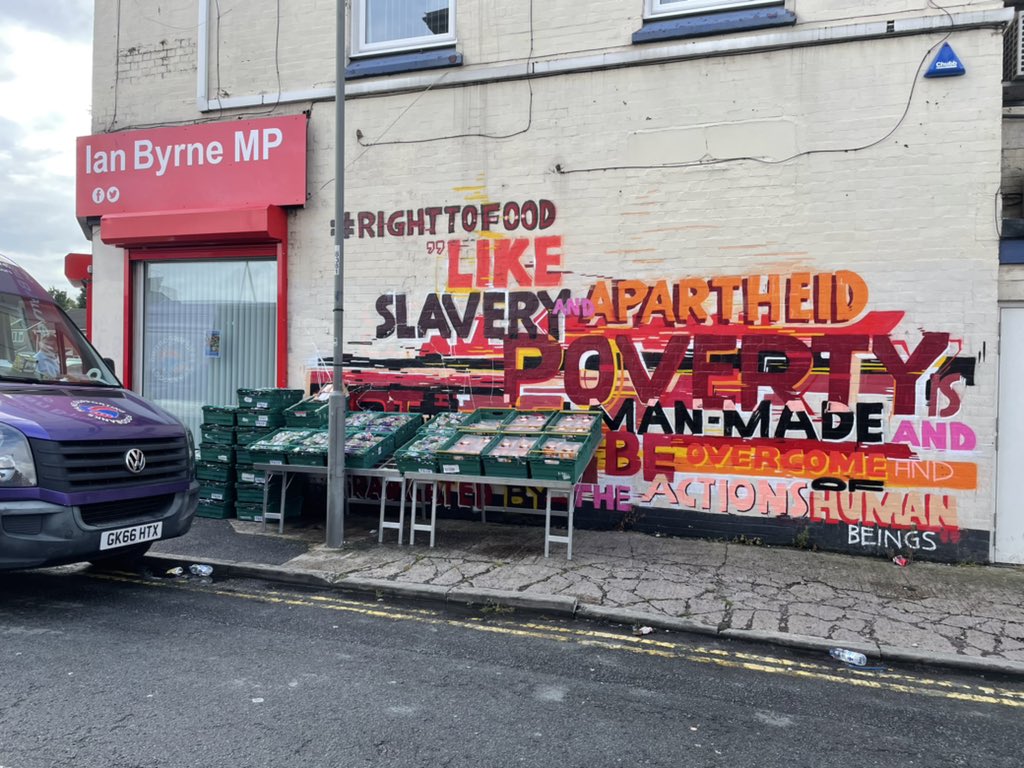 Ian Byrne MP
Chubb
#RIGHTTOFOOD
"LIKE
SLAVERY AND APARTHEID
POVERTY IS
MAN-MADE AND
BE OVERCOME AND
BY THE ACTIONS OF HUMAN
BEINGS"
GK66 HTX